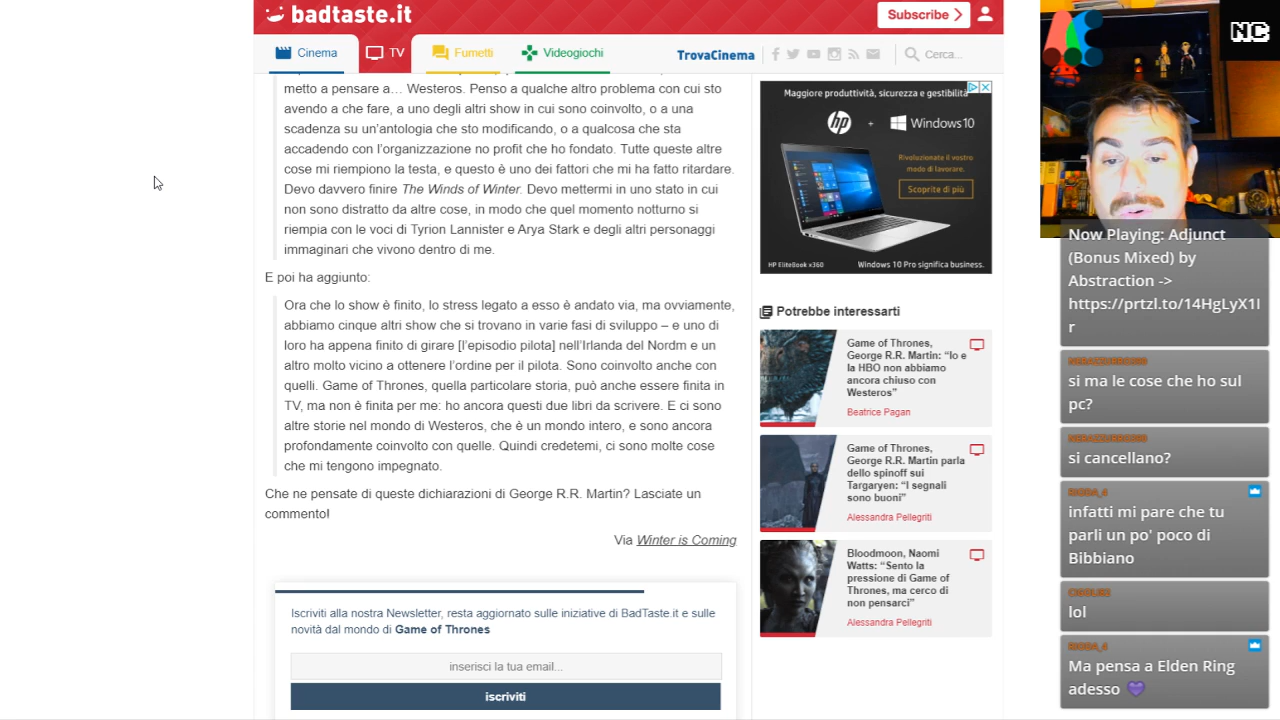 badtaste.it
Subscribe
Cinema
TV
Fumetti
Videogiochi
TrovaCinema
Cerca...
metto a pensare a… Westeros. Penso a qualche altro problema con cui sto
avendo a che fare, a uno degli altri show in cui sono coinvolto, o a una
scadenza su un'antologia che sto modificando, o a qualcosa che sta
accadendo con l'organizzazione no profit che ho fondato. Tutte queste altre
cose mi riempiono la testa, e questo è uno dei fattori che mi ha fatto ritardare.
Devo davvero finire The Winds of Winter. Devo mettermi in uno stato in cui
non sono distratto da altre cose, in modo che quel momento notturno si
riempia con le voci di Tyrion Lannister e Arya Stark e degli altri personaggi
immaginari che vivono dentro di me.
E poi ha aggiunto:
Ora che lo show è finito, lo stress legato a esso è andato via, ma ovviamente,
abbiamo cinque altri show che si trovano in varie fasi di sviluppo – e uno di
loro ha appena finito di girare [l'episodio pilota] nell'Irlanda del Nordm e un
altro molto vicino a ottenere l'ordine per il pilota. Sono coinvolto anche con
quelli. Game of Thrones, quella particolare storia, può anche essere finita in
TV, ma non è finita per me: ho ancora questi due libri da scrivere. E ci sono
altre storie nel mondo di Westeros, che è un mondo intero, e sono ancora
profondamente coinvolto con quelle. Quindi credetemi, ci sono molte cose
che mi tengono impegnato.
Che ne pensate di queste dichiarazioni di George R.R. Martin? Lasciate un
commento!
Via Winter is Coming
Iscriviti alla nostra Newsletter, resta aggiornato sulle iniziative di BadTaste.it e sulle
novità dal mondo di Game of Thrones
inserisci la tua email...
iscriviti
Maggiore produttività, sicurezza e gestibilità
hp + Windows10
Rivoluzionate il vostro
modo di lavorare.
Scoprite di più
HP EliteBook x360
Windows 10 Pro significa business.
Potrebbe interessarti
Game of Thrones,
George R.R. Martin: “Io e
la HBO non abbiamo
ancora chiuso con
Westeros”
Beatrice Pagan
Game of Thrones,
George R.R. Martin parla
dello spinoff sui
Targaryen: “I segnali
sono buoni”
Alessandra Pellegriti
Bloodmoon, Naomi
Watts: “Sento la
pressione di Game of
Thrones, ma cerco di
non pensarci”
Alessandra Pellegriti
NC
Now Playing: Adjunct
(Bonus Mixed) by
Abstraction ->
https://prtzl.to/14HgLyX1I
r
si ma le cose che ho sul
pc?
si cancellano?
RIODA_4
infatti mi pare che tu
parli un po' poco di
Bibbiano
lol
RIODA_4
Ma pensa a Elden Ring
adesso 💜